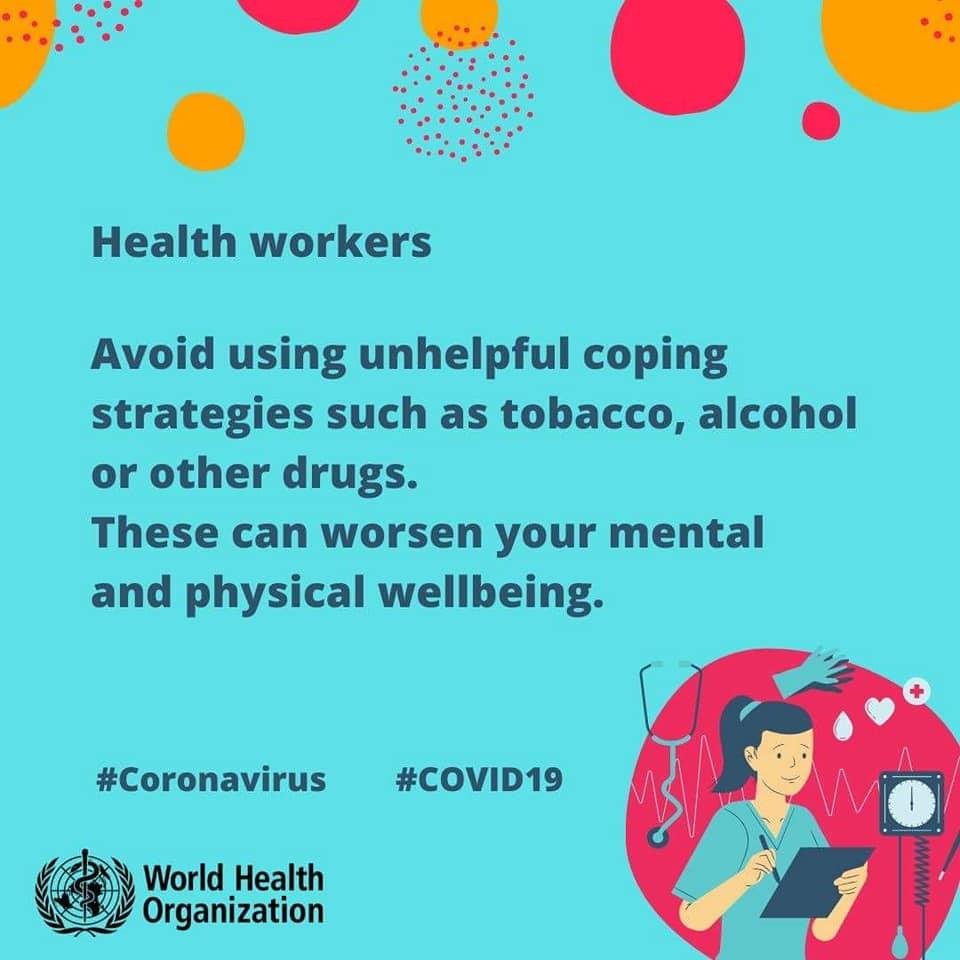 Health workers
Avoid using unhelpful coping
strategies such as tobacco, alcohol
or other drugs.
These can worsen your mental
and physical wellbeing.
#Coronavirus #COVID19
World Health
Organization